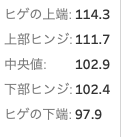 ヒゲの上端: 114.3
上部ヒンジ: 111.7
中央値: 102.9
下部ヒンジ: 102.4
ヒゲの下端: 97.9